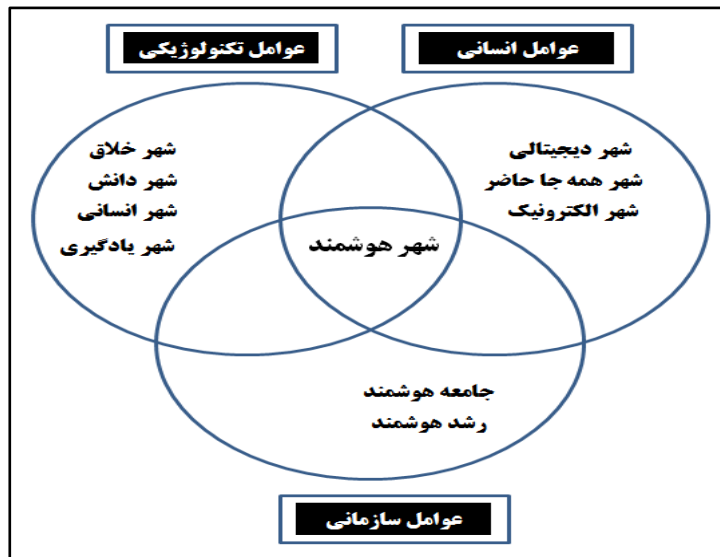 عوامل انسانی
عوامل تکنولوژیکی
شهر دیجیتالی
شهر همه جا حاضر
شهر الکترونیک
شهر خلاق
شهر دانش
شهر انسانی
شهر یادگیری
شهر هوشمند
جامعه هوشمند
رشد هوشمند
عوامل سازمانی